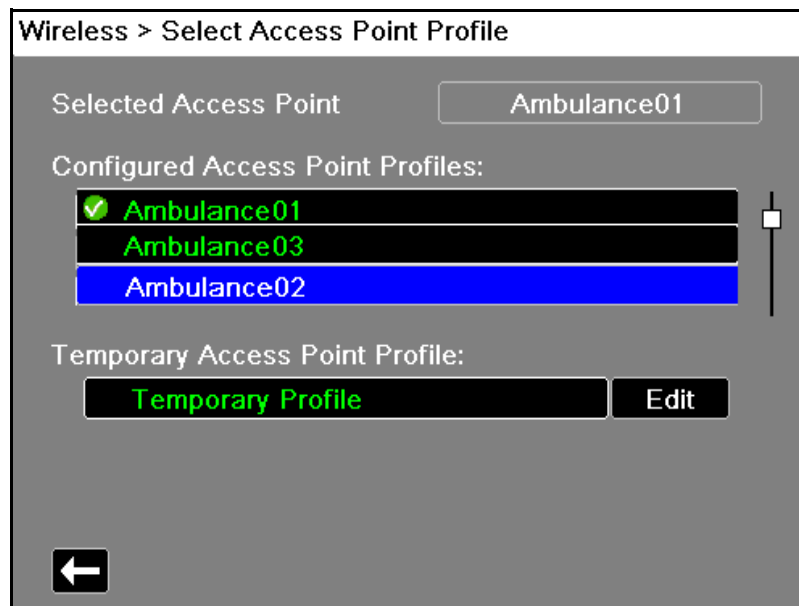 Wireless > Select Access Point Profile
Selected Access Point Ambulance01
Configured Access Point Profiles:
Ambulance01
Ambulance03
Ambulance02
Temporary Access Point Profile:
Temporary Profile Edit